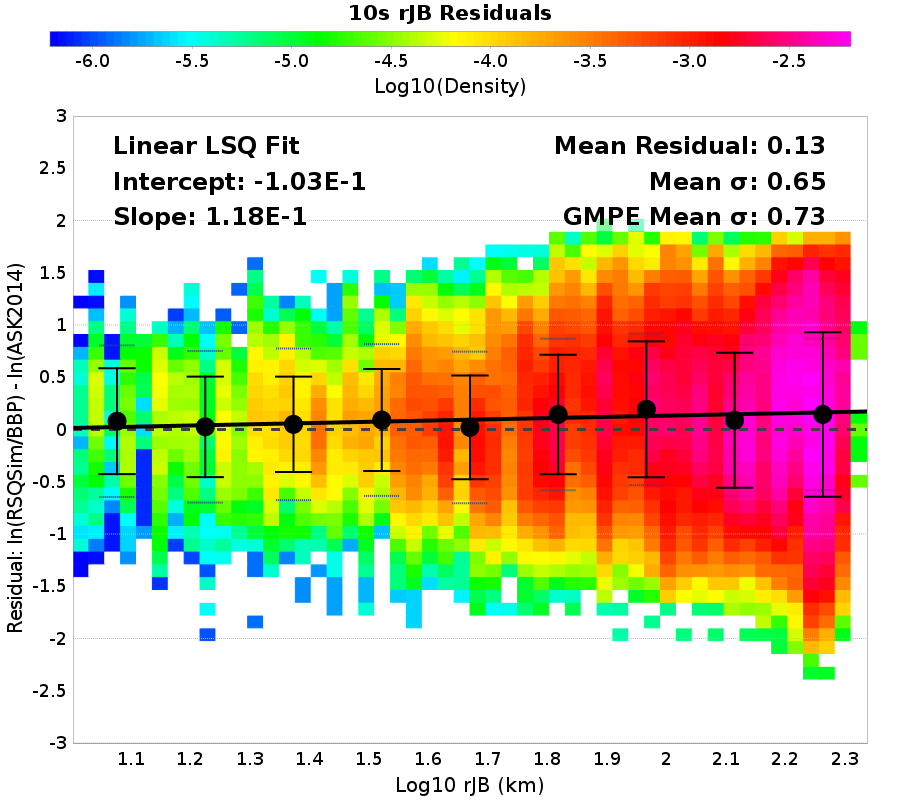 10s rJB Residuals
-6.0 -5.5 -5.0 -4.5 -4.0 -3.5 -3.0 -2.5
Log10(Density)
Linear LSQ Fit
Intercept: -1.03E-1
Slope: 1.18E-1
Mean Residual: 0.13
Mean σ: 0.65
GMPE Mean σ: 0.73
Residual: ln(RSQSim/BBP) - ln(ASK2014)
3
2.5
2
1.5
1
0.5
0
-0.5
-1
-1.5
-2
-2.5
-3
1.1 1.2 1.3 1.4 1.5 1.6 1.7 1.8 1.9 2 2.1 2.2 2.3
Log10 rJB (km)